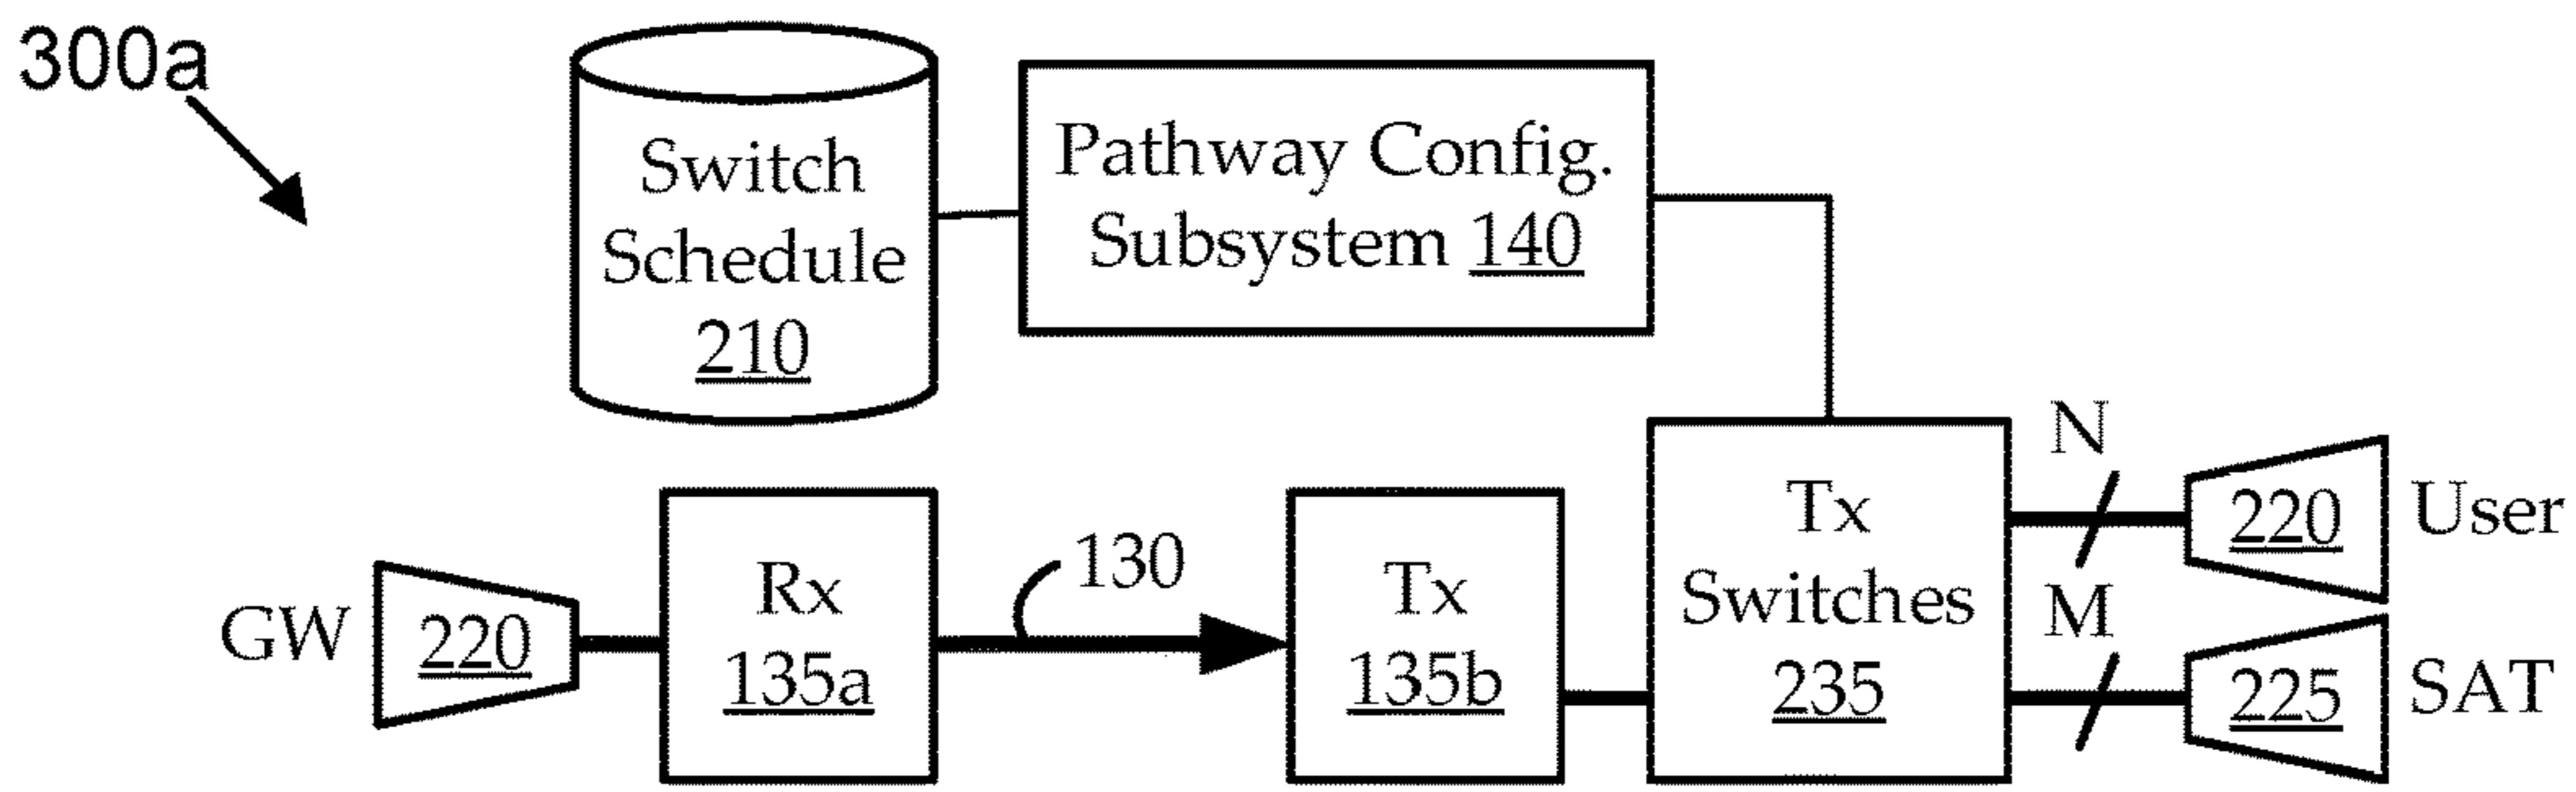 300a
Switch
Schedule
210
Pathway Config.
Subsystem 140
GW
220
Rx
135a
130
Tx
135b
Tx
Switches
235
N
M
220
User
225
SAT